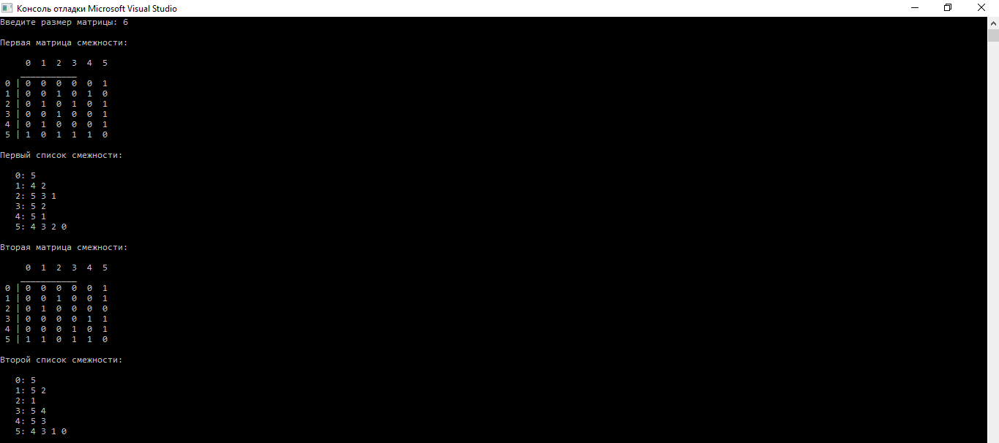 Консоль отладки Microsoft Visual Studio
Введите размер матрицы: 6
Первая матрица смежности:
0 1 2 3 4 5
___________
0 | 0 0 0 0 0 1
1 | 0 0 1 0 1 0
2 | 0 1 0 1 0 1
3 | 0 0 1 0 0 1
4 | 0 1 0 0 0 1
5 | 1 0 1 1 1 0
Первый список смежности:
0: 5
1: 4 2
2: 5 3 1
3: 5 2
4: 5 1
5: 4 3 2 0
Вторая матрица смежности:
0 1 2 3 4 5
___________
0 | 0 0 0 0 0 1
1 | 0 0 1 0 0 1
2 | 0 1 0 0 0 0
3 | 0 0 0 0 1 1
4 | 0 0 0 1 0 1
5 | 1 1 0 1 1 0
Второй список смежности:
0: 5
1: 5 2
2: 1
3: 5 4
4: 5 3
5: 4 3 1 0